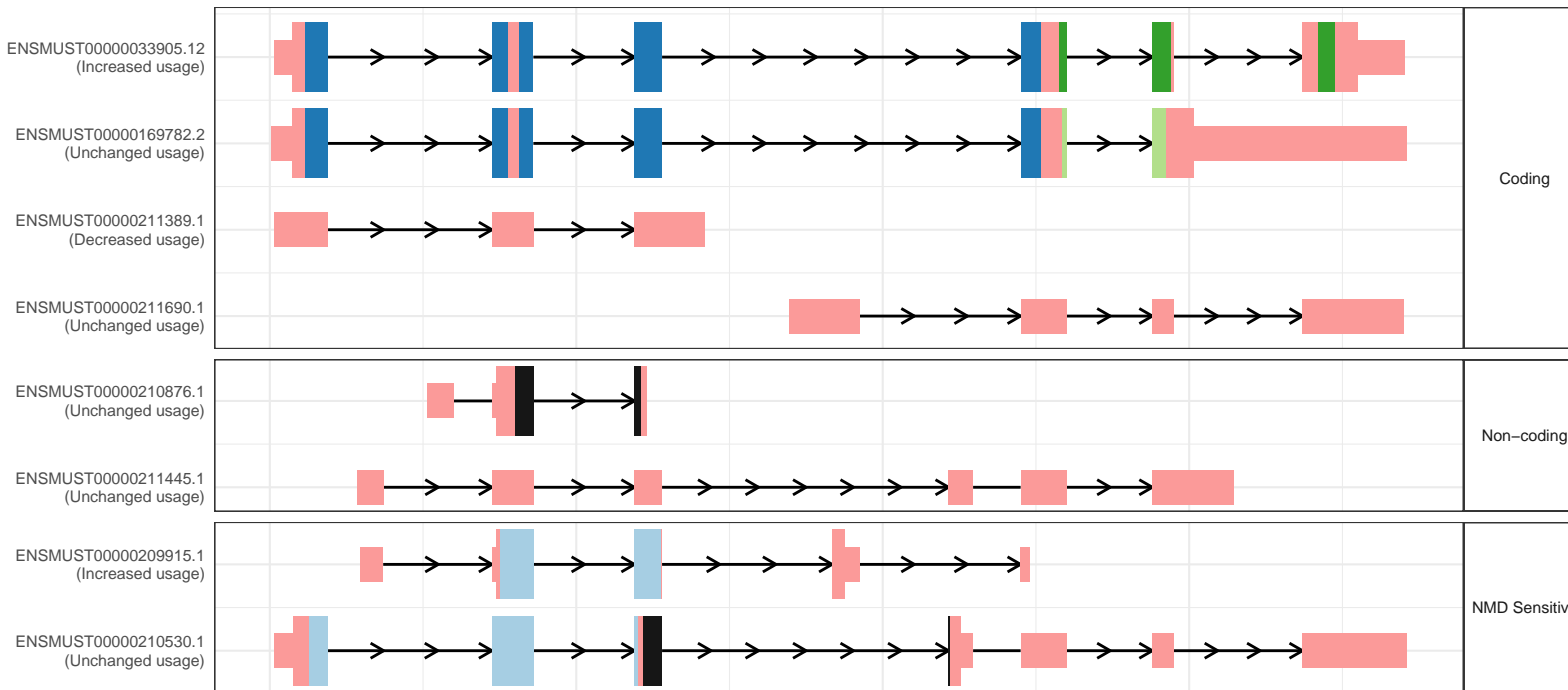 ENSMUST00000033905.12
(Increased usage)
ENSMUST00000169782.2
(Unchanged usage)
ENSMUST00000211389.1
(Decreased usage)
ENSMUST00000211690.1
(Unchanged usage)
Coding
ENSMUST00000210876.1
(Unchanged usage)
ENSMUST00000211445.1
(Unchanged usage)
Non−coding
ENSMUST00000209915.1
(Increased usage)
ENSMUST00000210530.1
(Unchanged usage)
NMD Sensitiv